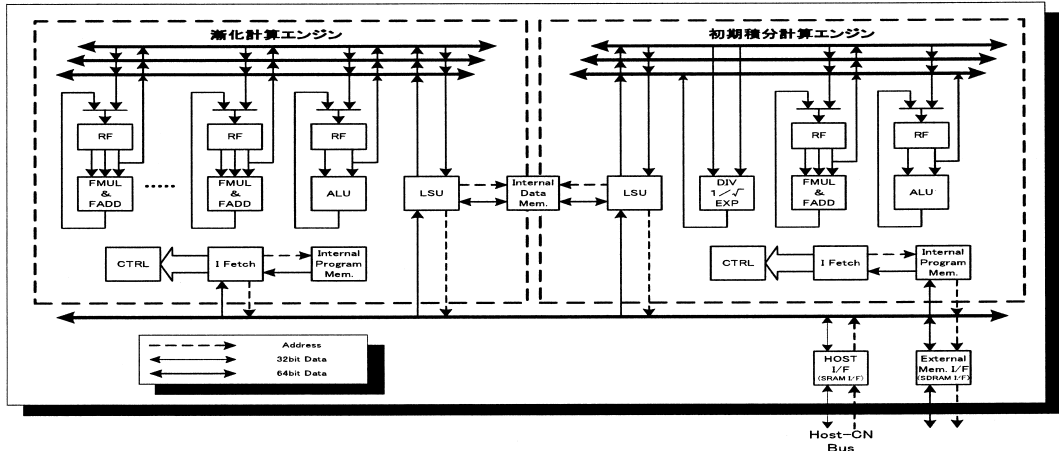 漸化計算エンジン
初期積分計算エンジン
RF
RF
RF
RF
RF
FMUL
&
FADD
.....
FMUL
&
FADD
ALU
LSU
Internal
Data
Mem.
LSU
DIV
1/√
EXP
FMUL
&
FADD
ALU
CTRL
I Fetch
Internal
Program
Mem.
CTRL
I Fetch
Internal
Program
Mem.
Address
32bit Data
64bit Data
HOST
I/F
(SRAM I/F)
External
Mem. I/F
(SDRAM I/F)
Host-CN
Bus